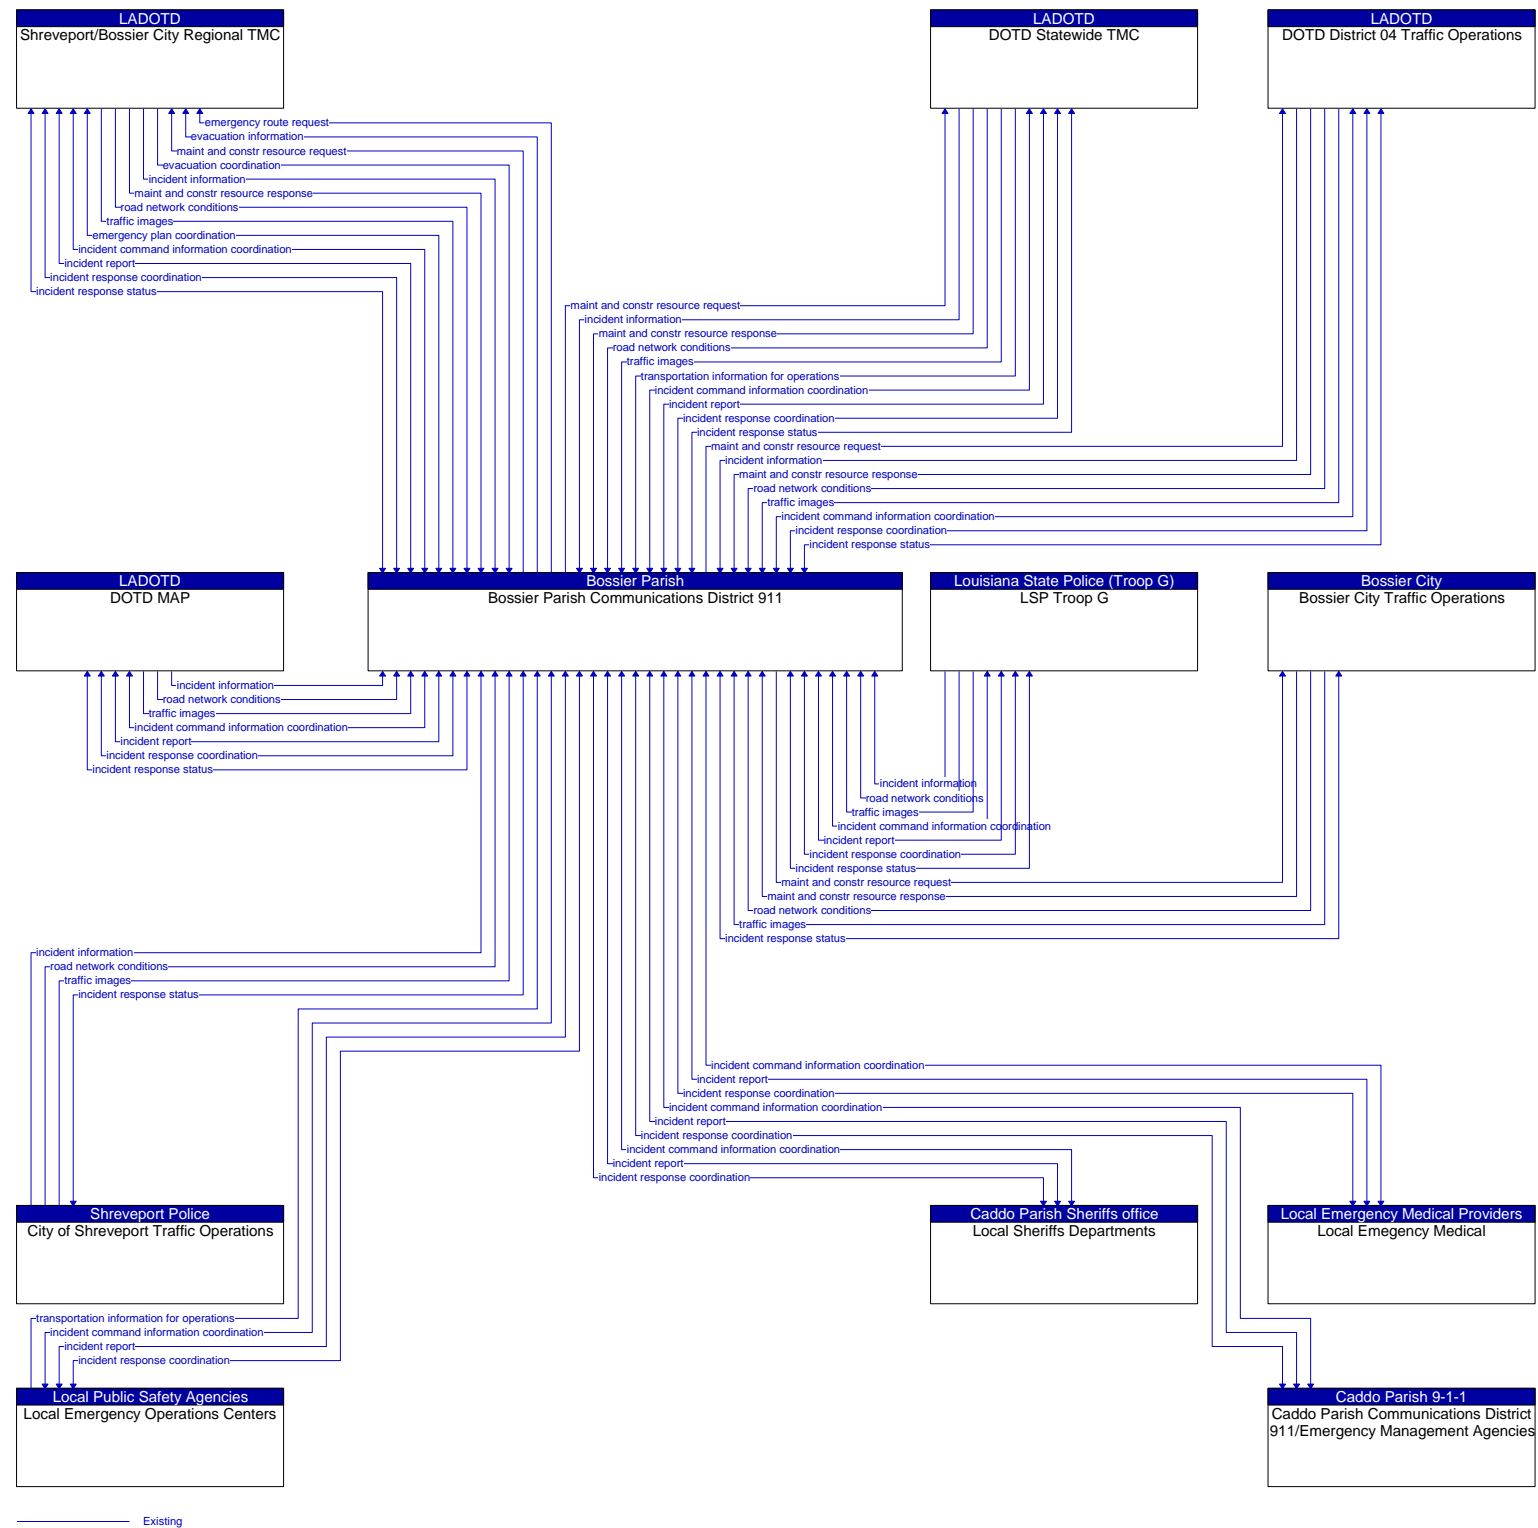 LADOTD
Shreveport/Bossier City Regional TMC
LADOTD
DOTD Statewide TMC
LADOTD
DOTD District 04 Traffic Operations
emergency route request
evacuation information
maint and constr resource request
evacuation coordination
incident information
maint and constr resource response
road network conditions
traffic images
emergency plan coordination
incident command information coordination
incident report
incident response coordination
incident response status
maint and constr resource request
incident information
maint and constr resource response
road network conditions
traffic images
transportation information for operations
incident command information coordination
incident report
incident response coordination
incident response status
maint and constr resource request
incident information
maint and constr resource response
road network conditions
traffic images
incident command information coordination
incident response coordination
incident response status
LADOTD
DOTD MAP
Bossier Parish
Bossier Parish Communications District 911
Louisiana State Police (Troop G)
LSP Troop G
Bossier City
Bossier City Traffic Operations
incident information
road network conditions
traffic images
incident command information coordination
incident report
incident response coordination
incident response status
incident information
road network conditions
traffic images
incident command information coordination
incident report
incident response coordination
incident response status
maint and constr resource request
maint and constr resource response
road network conditions
traffic images
incident response status
incident information
road network conditions
traffic images
incident response status
incident command information coordination
incident report
incident response coordination
incident command information coordination
incident report
incident response coordination
incident command information coordination
incident report
incident response coordination
Shreveport Police
City of Shreveport Traffic Operations
Caddo Parish Sheriffs office
Local Sheriffs Departments
Local Emergency Medical Providers
Local Emegency Medical
transportation information for operations
incident command information coordination
incident report
incident response coordination
Local Public Safety Agencies
Local Emergency Operations Centers
Caddo Parish 9-1-1
Caddo Parish Communications District
911/Emergency Management Agencies
Existing